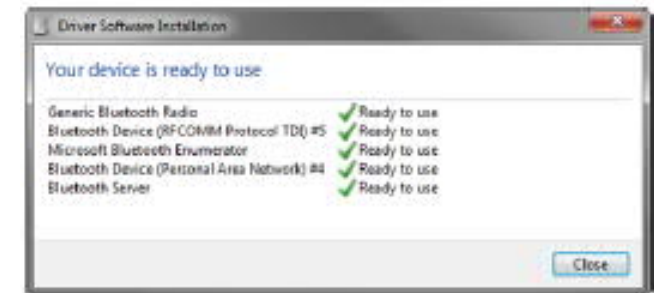 Driver Software Installation
Your device is ready to use
Generic Bluetooth Radio Ready to use
Bluetooth Device (RFCOMM Protocol TDI) #5 Ready to use
Microsoft Bluetooth Enumerator Ready to use
Bluetooth Device (Personal Area Network) #4 Ready to use
Bluetooth Server Ready to use
Close